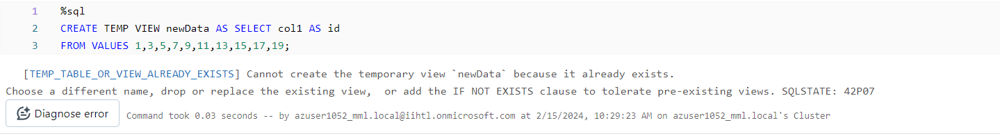 1 %sql
2 CREATE TEMP VIEW newData AS SELECT col1 AS id
3 FROM VALUES 1,3,5,7,9,11,13,15,17,19;
[TEMP_TABLE_OR_VIEW_ALREADY_EXISTS] Cannot create the temporary view `newData` because it already exists.
Choose a different name, drop or replace the existing view,  or add the IF NOT EXISTS clause to tolerate pre-existing views. SQLSTATE: 42P07
Diagnose error Command took 0.03 seconds -- by azuser1052_mml.local@iihtl.onmicrosoft.com at 2/15/2024, 10:29:23 AM on azuser1052_mml.local's Cluster